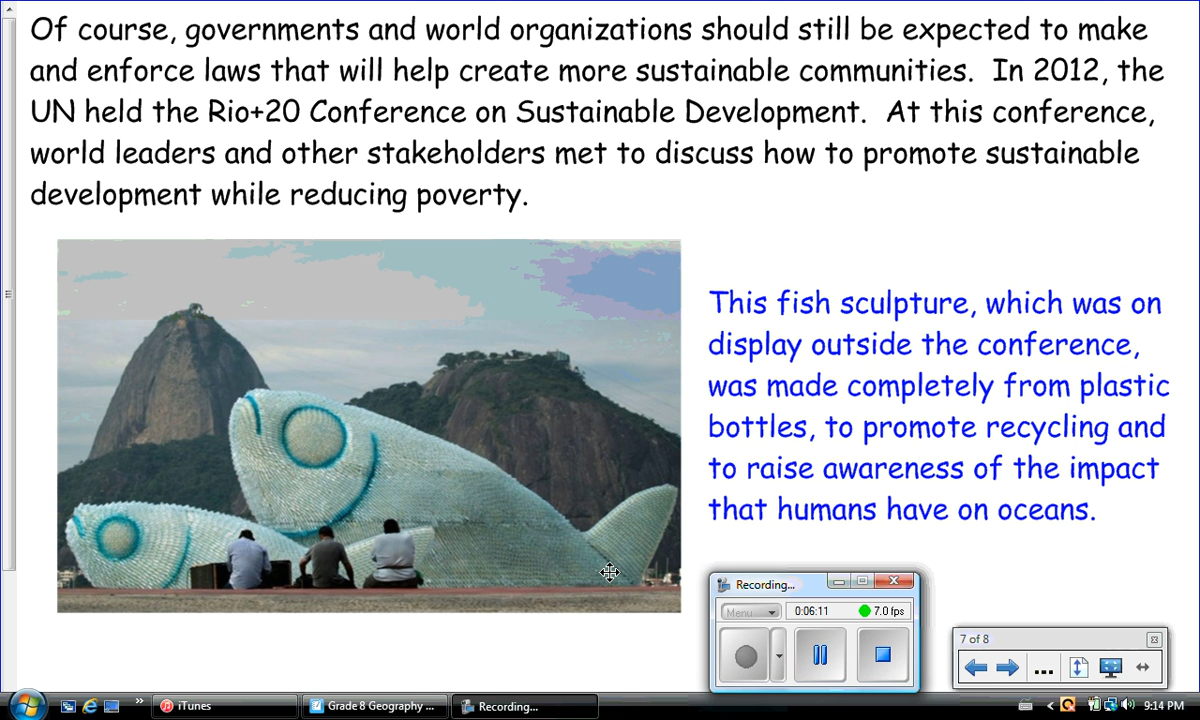 Of course, governments and world organizations should still be expected to make
and enforce laws that will help create more sustainable communities. In 2012, the
UN held the Rio+20 Conference on Sustainable Development. At this conference,
world leaders and other stakeholders met to discuss how to promote sustainable
development while reducing poverty.
This fish sculpture, which was on
display outside the conference,
was made completely from plastic
bottles, to promote recycling and
to raise awareness of the impact
that humans have on oceans.
Recording...
Menu
0:06:11
7.0 fps
7 of 8
iTunes
Grade 8 Geography ...
Recording...
9:14 PM